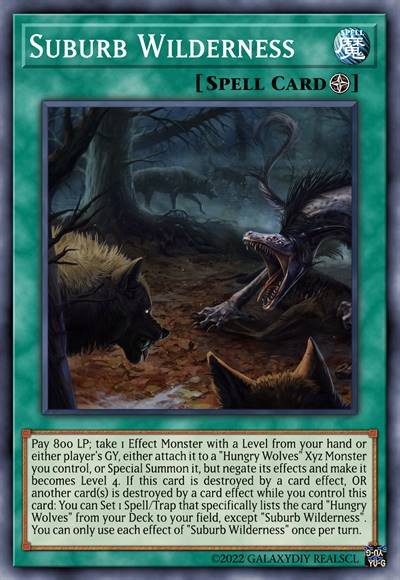 SUBURB WILDERNESS
SPELL
魔
[SPELL CARD]
Pay 800 LP; take 1 Effect Monster with a Level from your hand or
either player's GY, either attach it to a "Hungry Wolves" Xyz Monster
you control, or Special Summon it, but negate its effects and make it
becomes Level 4. If this card is destroyed by a card effect, OR
another card(s) is destroyed by a card effect while you control this
card: You can Set 1 Spell/Trap that specifically lists the card "Hungry
Wolves" from your Deck to your field, except "Suburb Wilderness".
You can only use each effect of "Suburb Wilderness" once per turn.
©2022 GALAXYDIY REALSCL